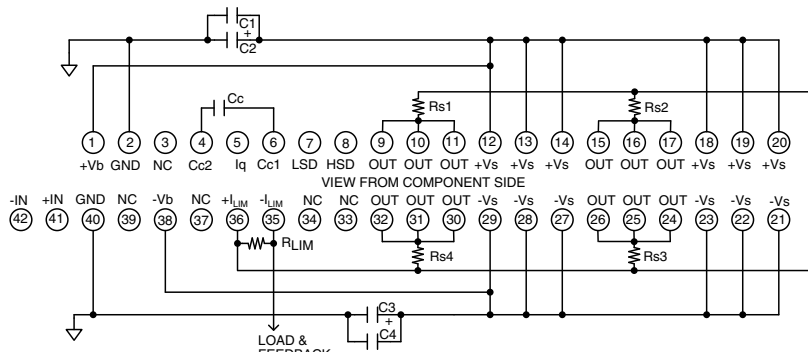 C1
+
C2
Cc
Rs1
Rs2
1 2 3 4 5 6 7 8 9 10 11 12 13 14 15 16 17 18 19 20
+Vb GND NC Cc2 Iq Cc1 LSD HSD OUT OUT OUT +Vs +Vs +Vs OUT OUT OUT +Vs +Vs +Vs
VIEW FROM COMPONENT SIDE
-IN +IN GND NC -Vb NC +ILIM -ILIM NC NC OUT OUT OUT -Vs -Vs -Vs OUT OUT OUT -Vs -Vs -Vs
42 41 40 39 38 37 36 35 34 33 32 31 30 29 28 27 26 25 24 23 22 21
RLIM
Rs4
Rs3
C3
+
C4
LOAD &
FEEDBACK